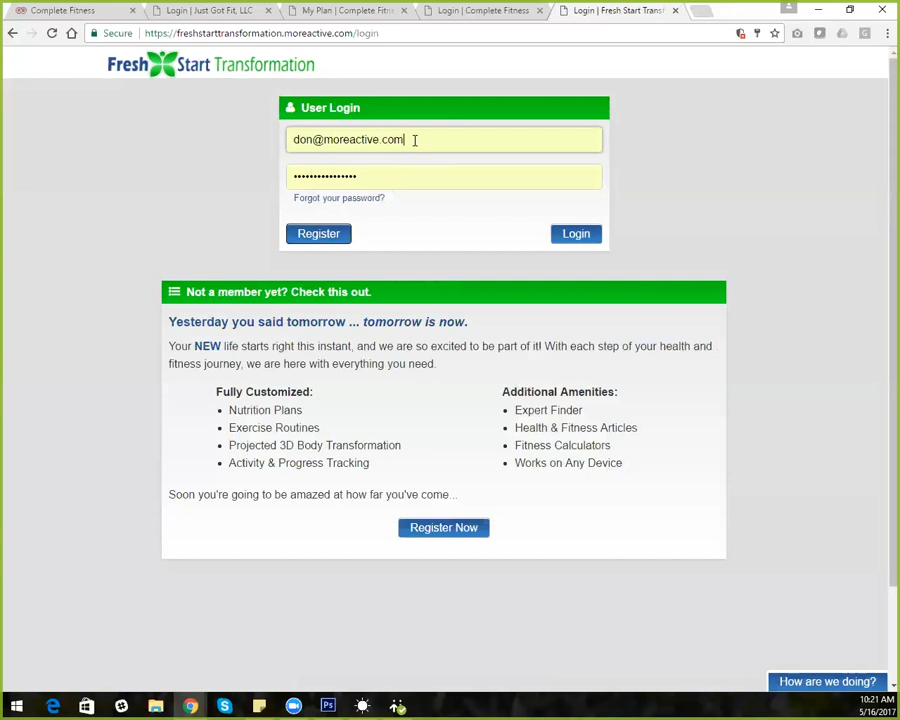 Complete Fitness
Login | Just Got Fit, LLC
My Plan | Complete Fitn
Login | Complete Fitness
Login | Fresh Start Transf
Secure
https://freshstarttransformation.moreactive.com/login
Fresh Start Transformation
User Login
don@moreactive.com
••••••••••••••••
Forgot your password?
Register
Login
Not a member yet? Check this out.
Yesterday you said tomorrow ... tomorrow is now.
Your NEW life starts right this instant, and we are so excited to be part of it! With each step of your health and
fitness journey, we are here with everything you need.
Fully Customized:
• Nutrition Plans
• Exercise Routines
• Projected 3D Body Transformation
• Activity & Progress Tracking
Additional Amenities:
• Expert Finder
• Health & Fitness Articles
• Fitness Calculators
• Works on Any Device
Soon you're going to be amazed at how far you've come...
Register Now
How are we doing?
Ps
10:21 AM
5/16/2017